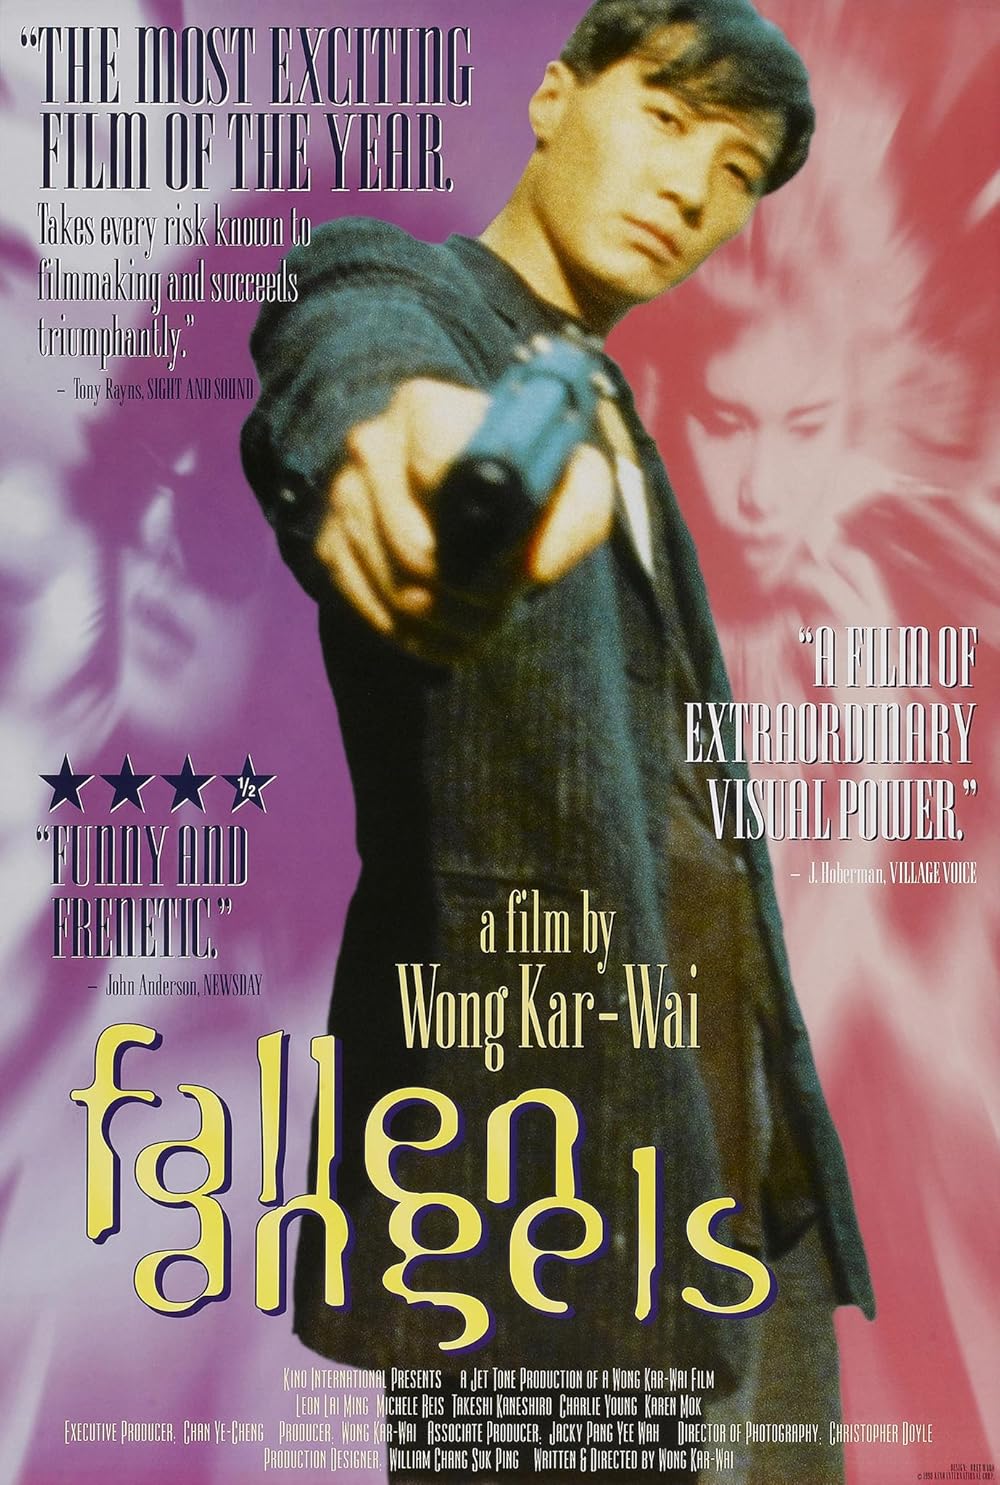 “THE MOST EXCITING
FILM OF THE YEAR.
Takes every risk known to
filmmaking and succeeds
triumphantly.”
– Tony Rayns, SIGHT AND SOUND
“A FILM OF
EXTRAORDINARY
VISUAL POWER.”
– J. Hoberman, VILLAGE VOICE
½
“FUNNY AND
FRENETIC.”
– John Anderson, NEWSDAY
a film by
Wong Kar-Wai
fallen
angels
KINO INTERNATIONAL PRESENTS A JET TONE PRODUCTION OF A WONG KAR-WAI FILM
LEON LAI MING MICHELE REIS TAKESHI KANESHIRO CHARLIE YOUNG KAREN MOK
EXECUTIVE PRODUCER: CHAN YE-CHENG PRODUCER: WONG KAR-WAI ASSOCIATE PRODUCER: JACKY PANG YEE WAH DIRECTOR OF PHOTOGRAPHY: CHRISTOPHER DOYLE
PRODUCTION DESIGNER: WILLIAM CHANG SUK PING WRITTEN & DIRECTED BY WONG KAR-WAI
DESIGN:
© 1998 KINO INTERNATIONAL CORP.